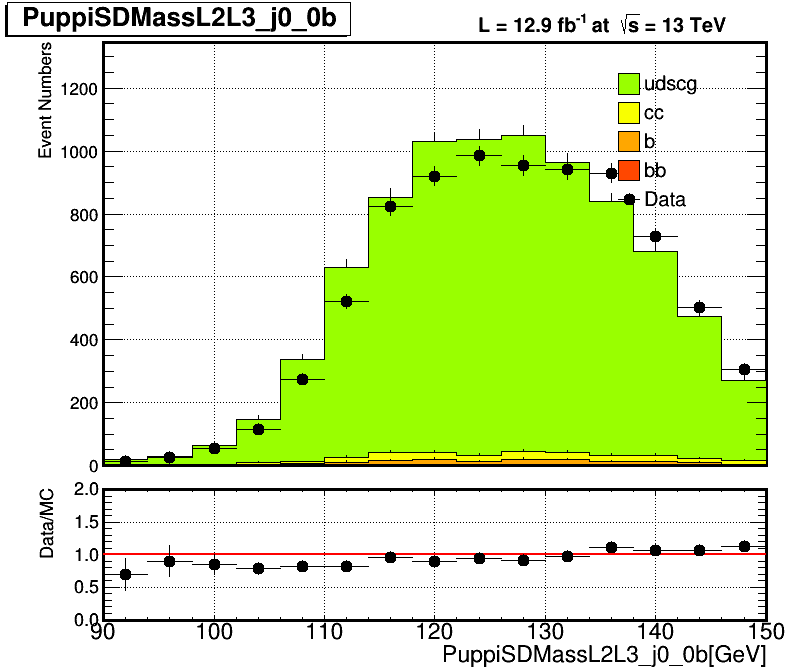 PuppiSDMassL2L3_j0_0b
L = 12.9 fb⁻¹ at √s = 13 TeV
Event Numbers
1200
1000
800
600
400
200
0
udscg
cc
b
bb
Data
Data/MC
2.0
1.5
1.0
0.5
0.0
90 100 110 120 130 140 150
PuppiSDMassL2L3_j0_0b[GeV]